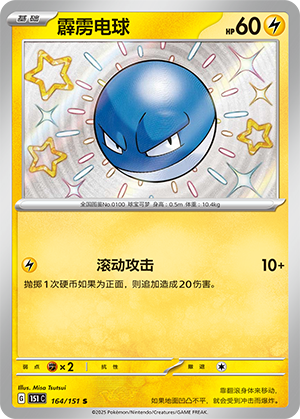 基础
霹雳电球
HP 60
全国图鉴No.0100 球宝可梦 身高：0.5m 体重：10.4kg
滚动攻击 10+
抛掷1次硬币如果为正面，则追加造成20伤害。
弱点 ×2 抗性 撤退
Illus. Misa Tsutsui
靠翻滚身体来移动，
如果地面凹凸不平，就会受到冲击而爆炸。
G 151 C 164/151 S
©2025 Pokémon/Nintendo/Creatures/GAME FREAK.